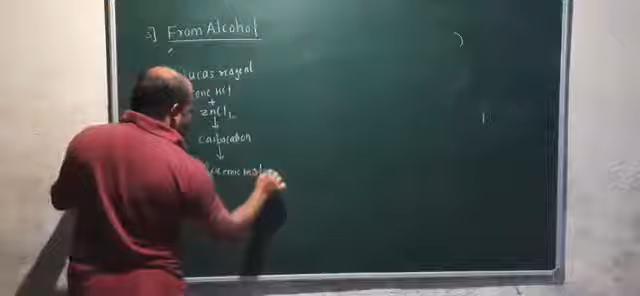 3] From Alcohol
Lucas reagent
conc HCl
+
ZnCl2
↓
Carbocation
↓